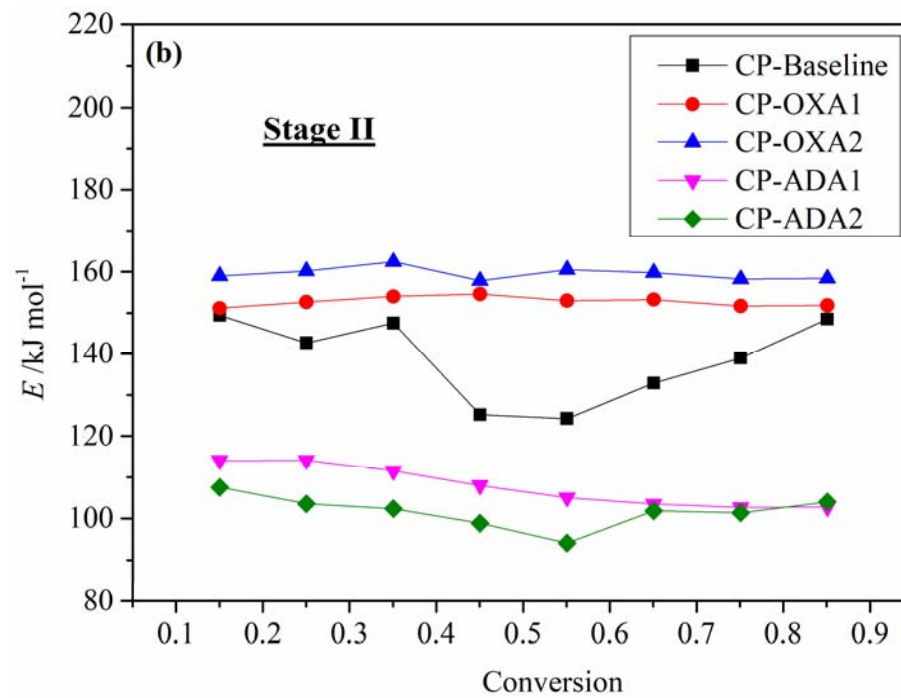 (b)
Stage II
CP-Baseline
CP-OXA1
CP-OXA2
CP-ADA1
CP-ADA2
220
200
180
160
140
120
100
80
E /kJ mol⁻¹
0.1 0.2 0.3 0.4 0.5 0.6 0.7 0.8 0.9
Conversion